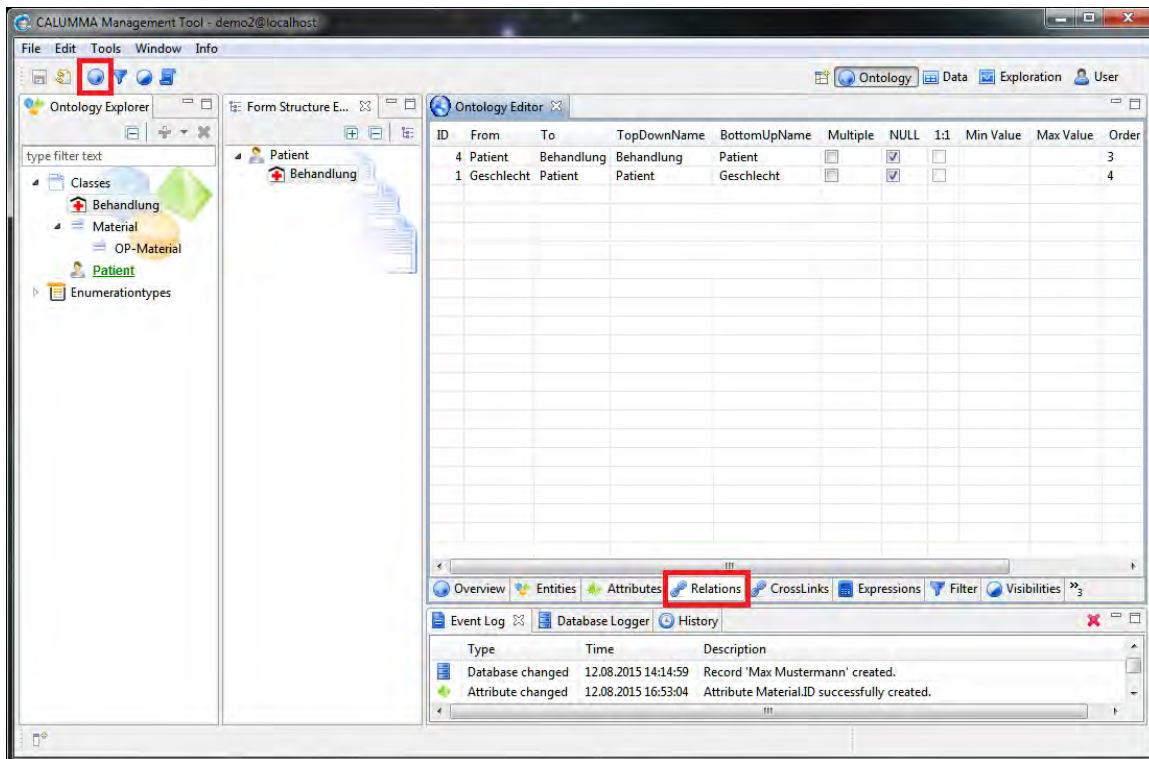 CALUMMA Management Tool - demo2@localhost
File Edit Tools Window Info
Ontology Data Exploration User
Ontology Explorer
type filter text
Classes
Behandlung
Material
OP-Material
Patient
Enumerationtypes
Form Structure E...
Patient
Behandlung
Ontology Editor
ID From To TopDownName BottomUpName Multiple NULL 1:1 Min Value Max Value Order
4 Patient Behandlung Behandlung Patient 3
1 Geschlecht Patient Patient Geschlecht 4
Overview Entities Attributes Relations CrossLinks Expressions Filter Visibilities »3
Event Log Database Logger History
Type Time Description
Database changed 12.08.2015 14:14:59 Record 'Max Mustermann' created.
Attribute changed 12.08.2015 16:53:04 Attribute Material.ID successfully created.